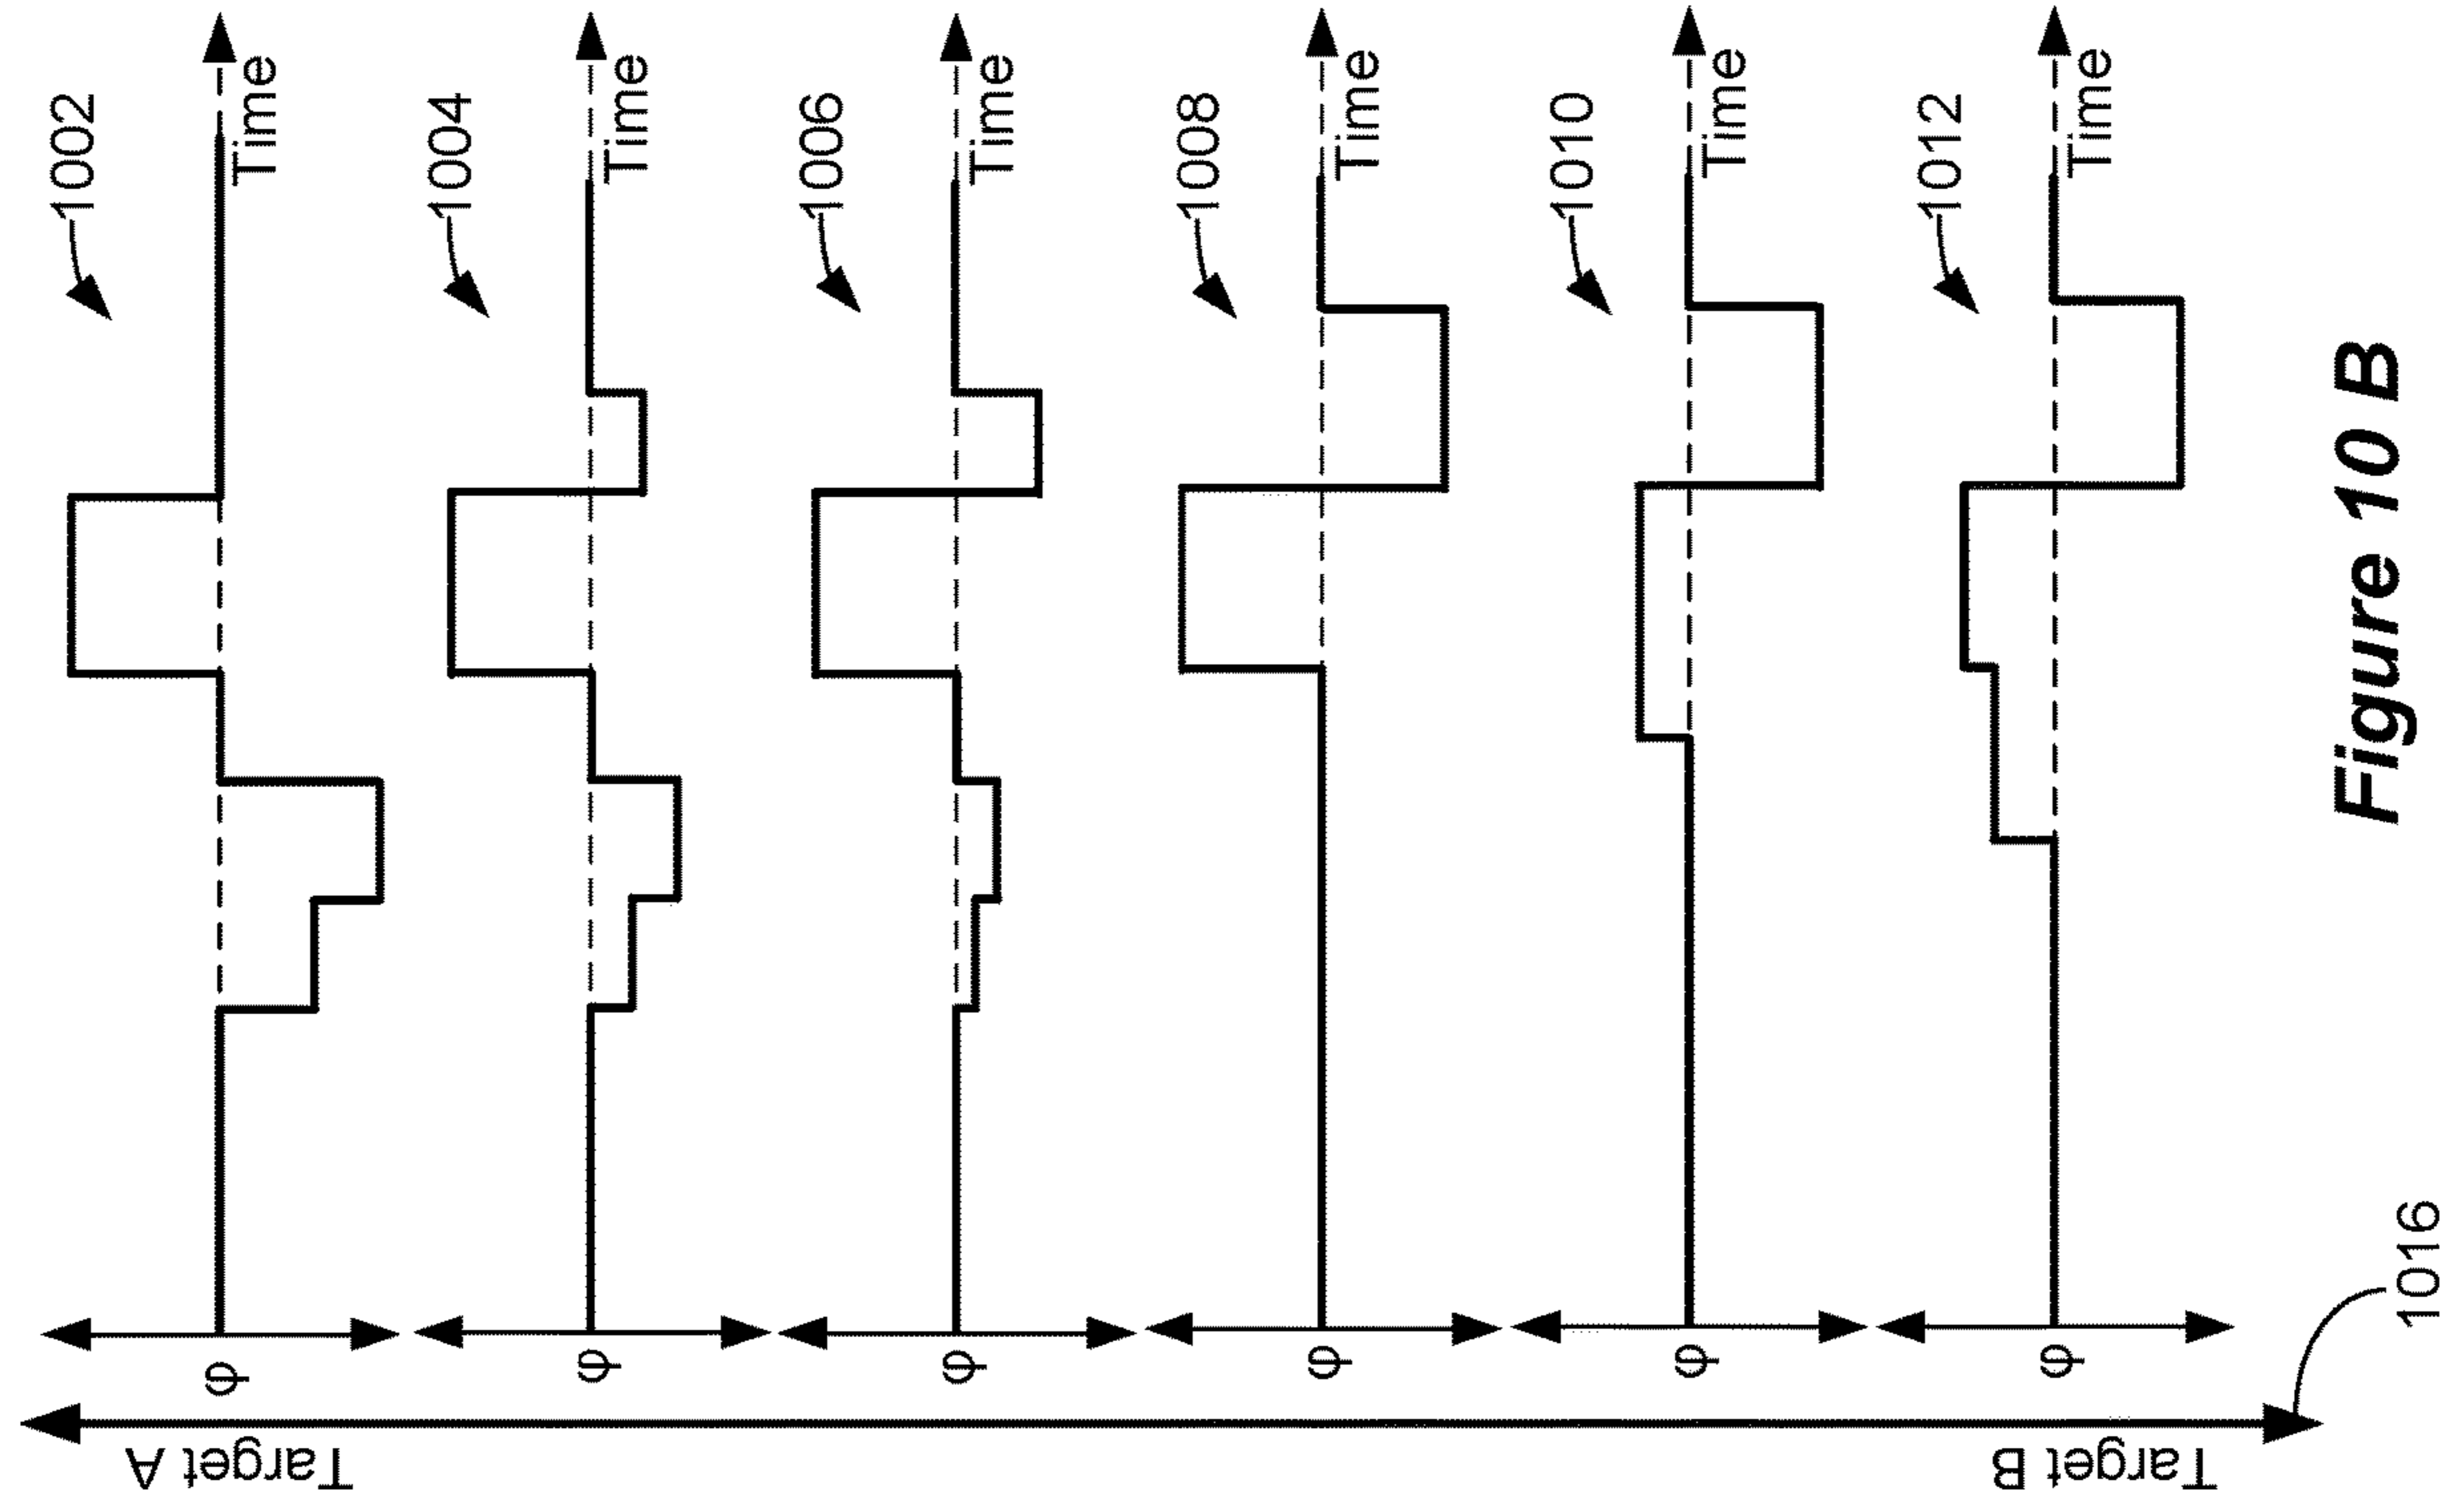 Target A
φ
Time
1002
φ
Time
1004
φ
Time
1006
φ
Time
1008
φ
Time
1010
Target B
φ
Time
1012
1016
Figure 10 B